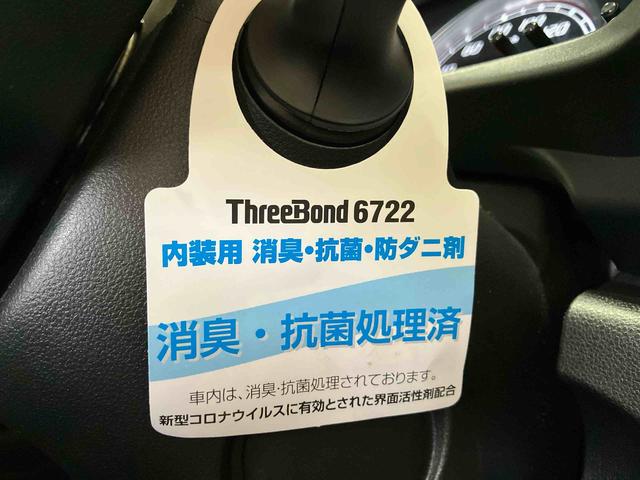 ThreeBond 6722
内装用 消臭・抗菌・防ダニ剤
消臭・抗菌処理済
車内は、消臭・抗菌処理されております。
新型コロナウイルスに有効とされた界面活性剤配合